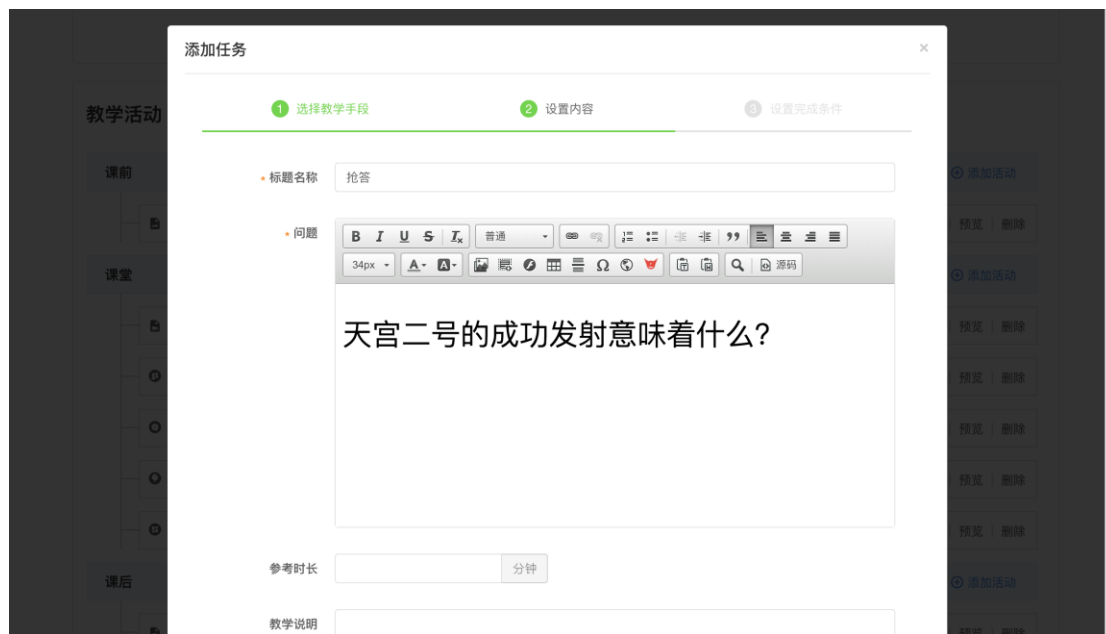 添加任务 ×
教学活动
1 选择教学手段 2 设置内容 3 设置完成条件
课前 添加活动
* 标题名称 抢答
预览 删除
* 问题
B I U S Ix 普通
34px A A Ω 源码
课堂 添加活动
天宫二号的成功发射意味着什么?
预览 删除
预览 删除
预览 删除
预览 删除
预览 删除
参考时长 分钟
课后 添加活动
教学说明